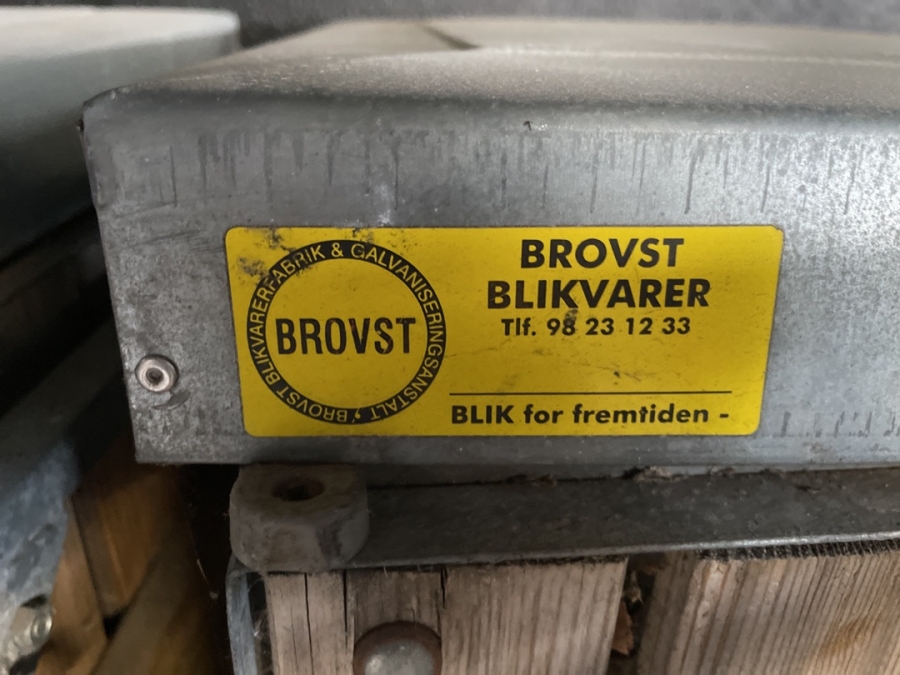 BROVST BLIKVARERFABRIK & GALVANISERINGSANSTALT
BROVST
BROVST
BLIKVARER
Tlf. 98 23 12 33
BLIK for fremtiden -